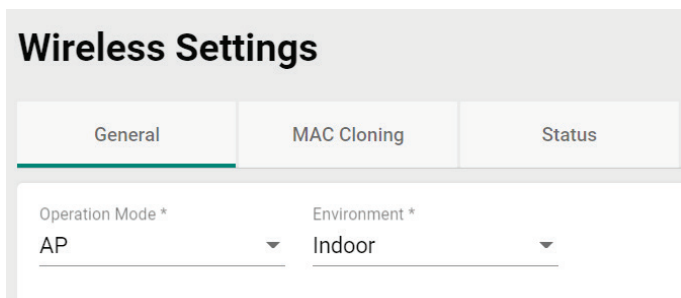 Wireless Settings
General MAC Cloning Status
Operation Mode * Environment *
AP Indoor